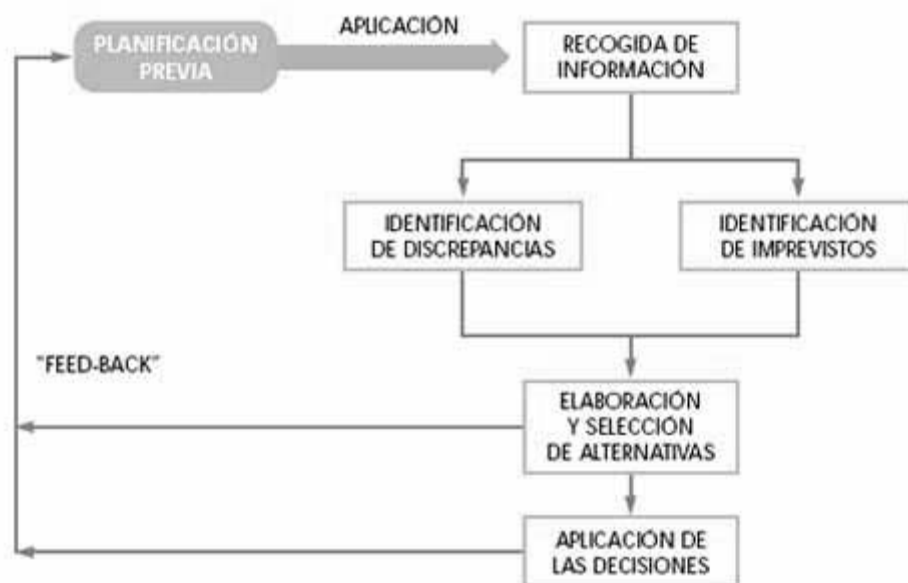 PLANIFICACIÓN
PREVIA
APLICACIÓN
RECOGIDA DE
INFORMACIÓN
IDENTIFICACIÓN
DE DISCREPANCIAS
IDENTIFICACIÓN
DE IMPREVISTOS
"FEED-BACK"
ELABORACIÓN
Y SELECCIÓN
DE ALTERNATIVAS
APLICACIÓN DE
LAS DECISIONES